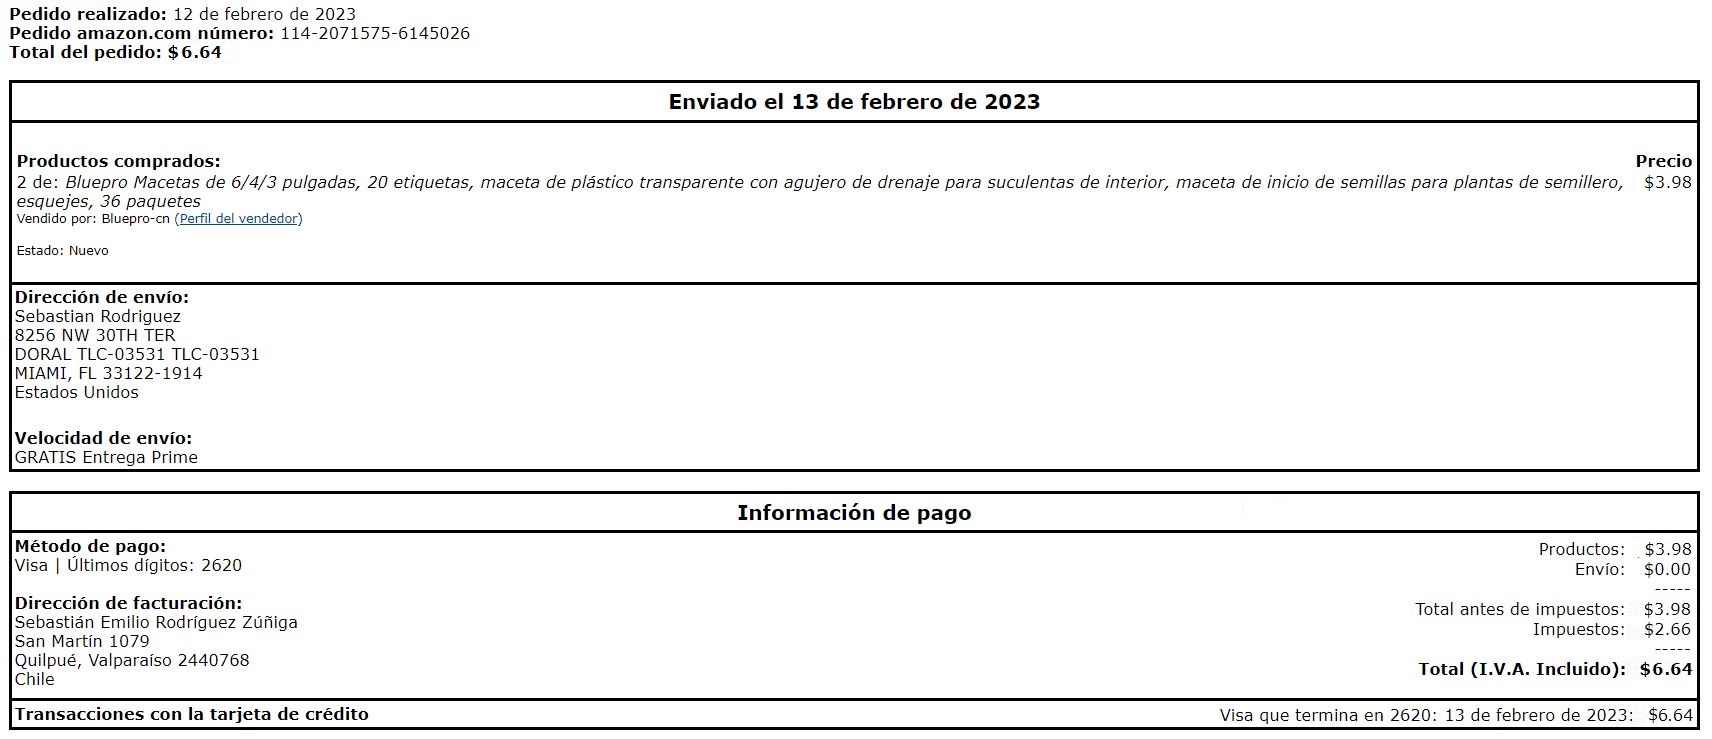 Pedido realizado: 12 de febrero de 2023
Pedido amazon.com número: 114-2071575-6145026
Total del pedido: $6.64
Enviado el 13 de febrero de 2023
Productos comprados: Precio
2 de: Bluepro Macetas de 6/4/3 pulgadas, 20 etiquetas, maceta de plástico transparente con agujero de drenaje para suculentas de interior, maceta de inicio de semillas para plantas de semillero, $3.98
esquejes, 36 paquetes
Vendido por: Bluepro-cn (Perfil del vendedor)
Estado: Nuevo
Dirección de envío:
Sebastian Rodriguez
8256 NW 30TH TER
DORAL TLC-03531 TLC-03531
MIAMI, FL 33122-1914
Estados Unidos
Velocidad de envío:
GRATIS Entrega Prime
Información de pago
Método de pago:
Visa | Últimos dígitos: 2620
Dirección de facturación:
Sebastián Emilio Rodríguez Zúñiga
San Martín 1079
Quilpué, Valparaíso 2440768
Chile
Productos: $3.98
Envío: $0.00
-----
Total antes de impuestos: $3.98
Impuestos: $2.66
-----
Total (I.V.A. Incluido): $6.64
Transacciones con la tarjeta de crédito Visa que termina en 2620: 13 de febrero de 2023: $6.64